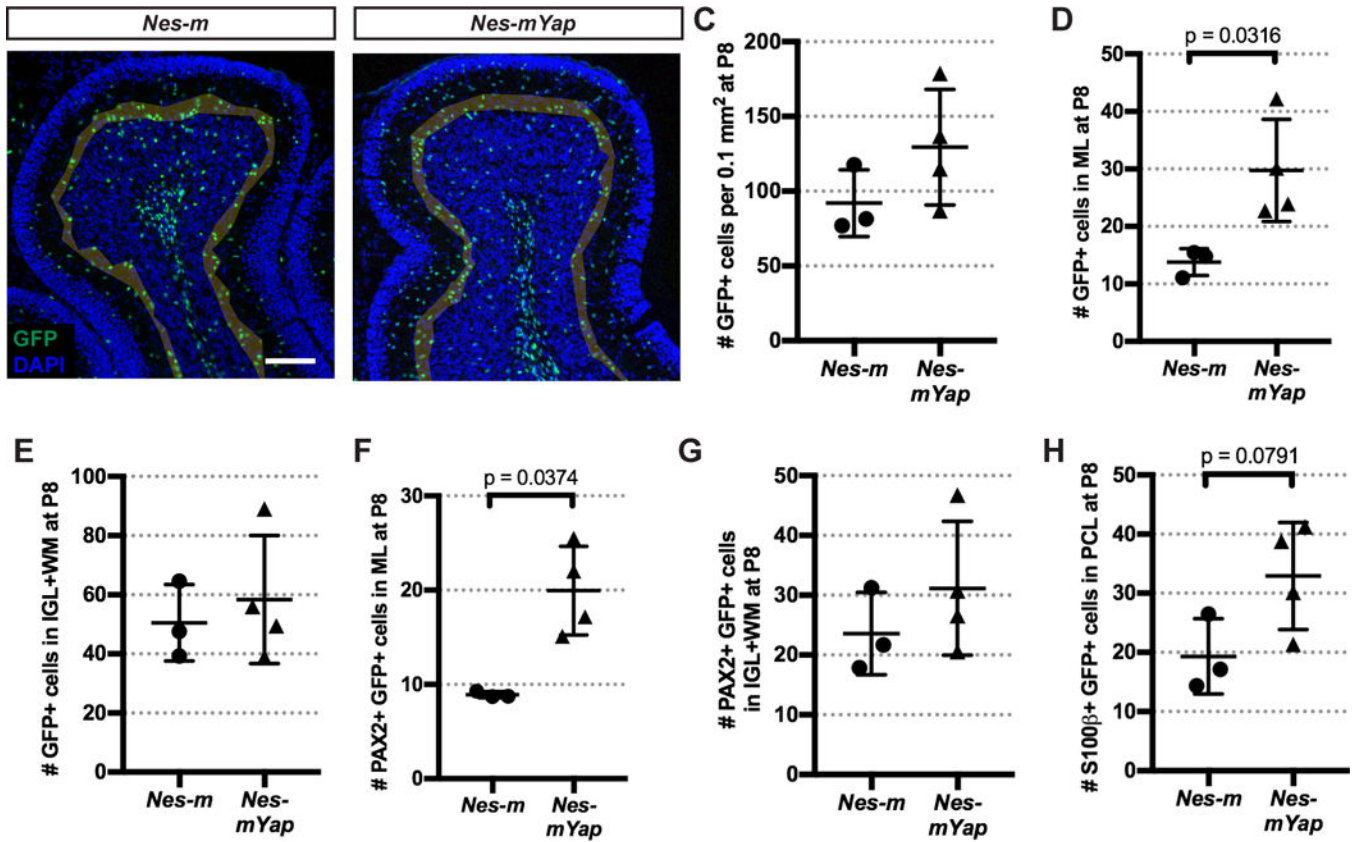 Nes-m
Nes-mYap
GFP
DAPI
C
# GFP+ cells per 0.1 mm² at P8
200
150
100
50
0
Nes-m
Nes-
mYap
D
# GFP+ cells in ML at P8
p = 0.0316
50
40
30
20
10
0
Nes-m
Nes-
mYap
E
# GFP+ cells in IGL+WM at P8
100
80
60
40
20
0
Nes-m
Nes-
mYap
F
# PAX2+ GFP+ cells in ML at P8
p = 0.0374
30
20
10
0
Nes-m
Nes-
mYap
G
# PAX2+ GFP+ cells
in IGL+WM at P8
50
40
30
20
10
0
Nes-m
Nes-
mYap
H
# S100β+ GFP+ cells in PCL at P8
p = 0.0791
50
40
30
20
10
0
Nes-m
Nes-
mYap